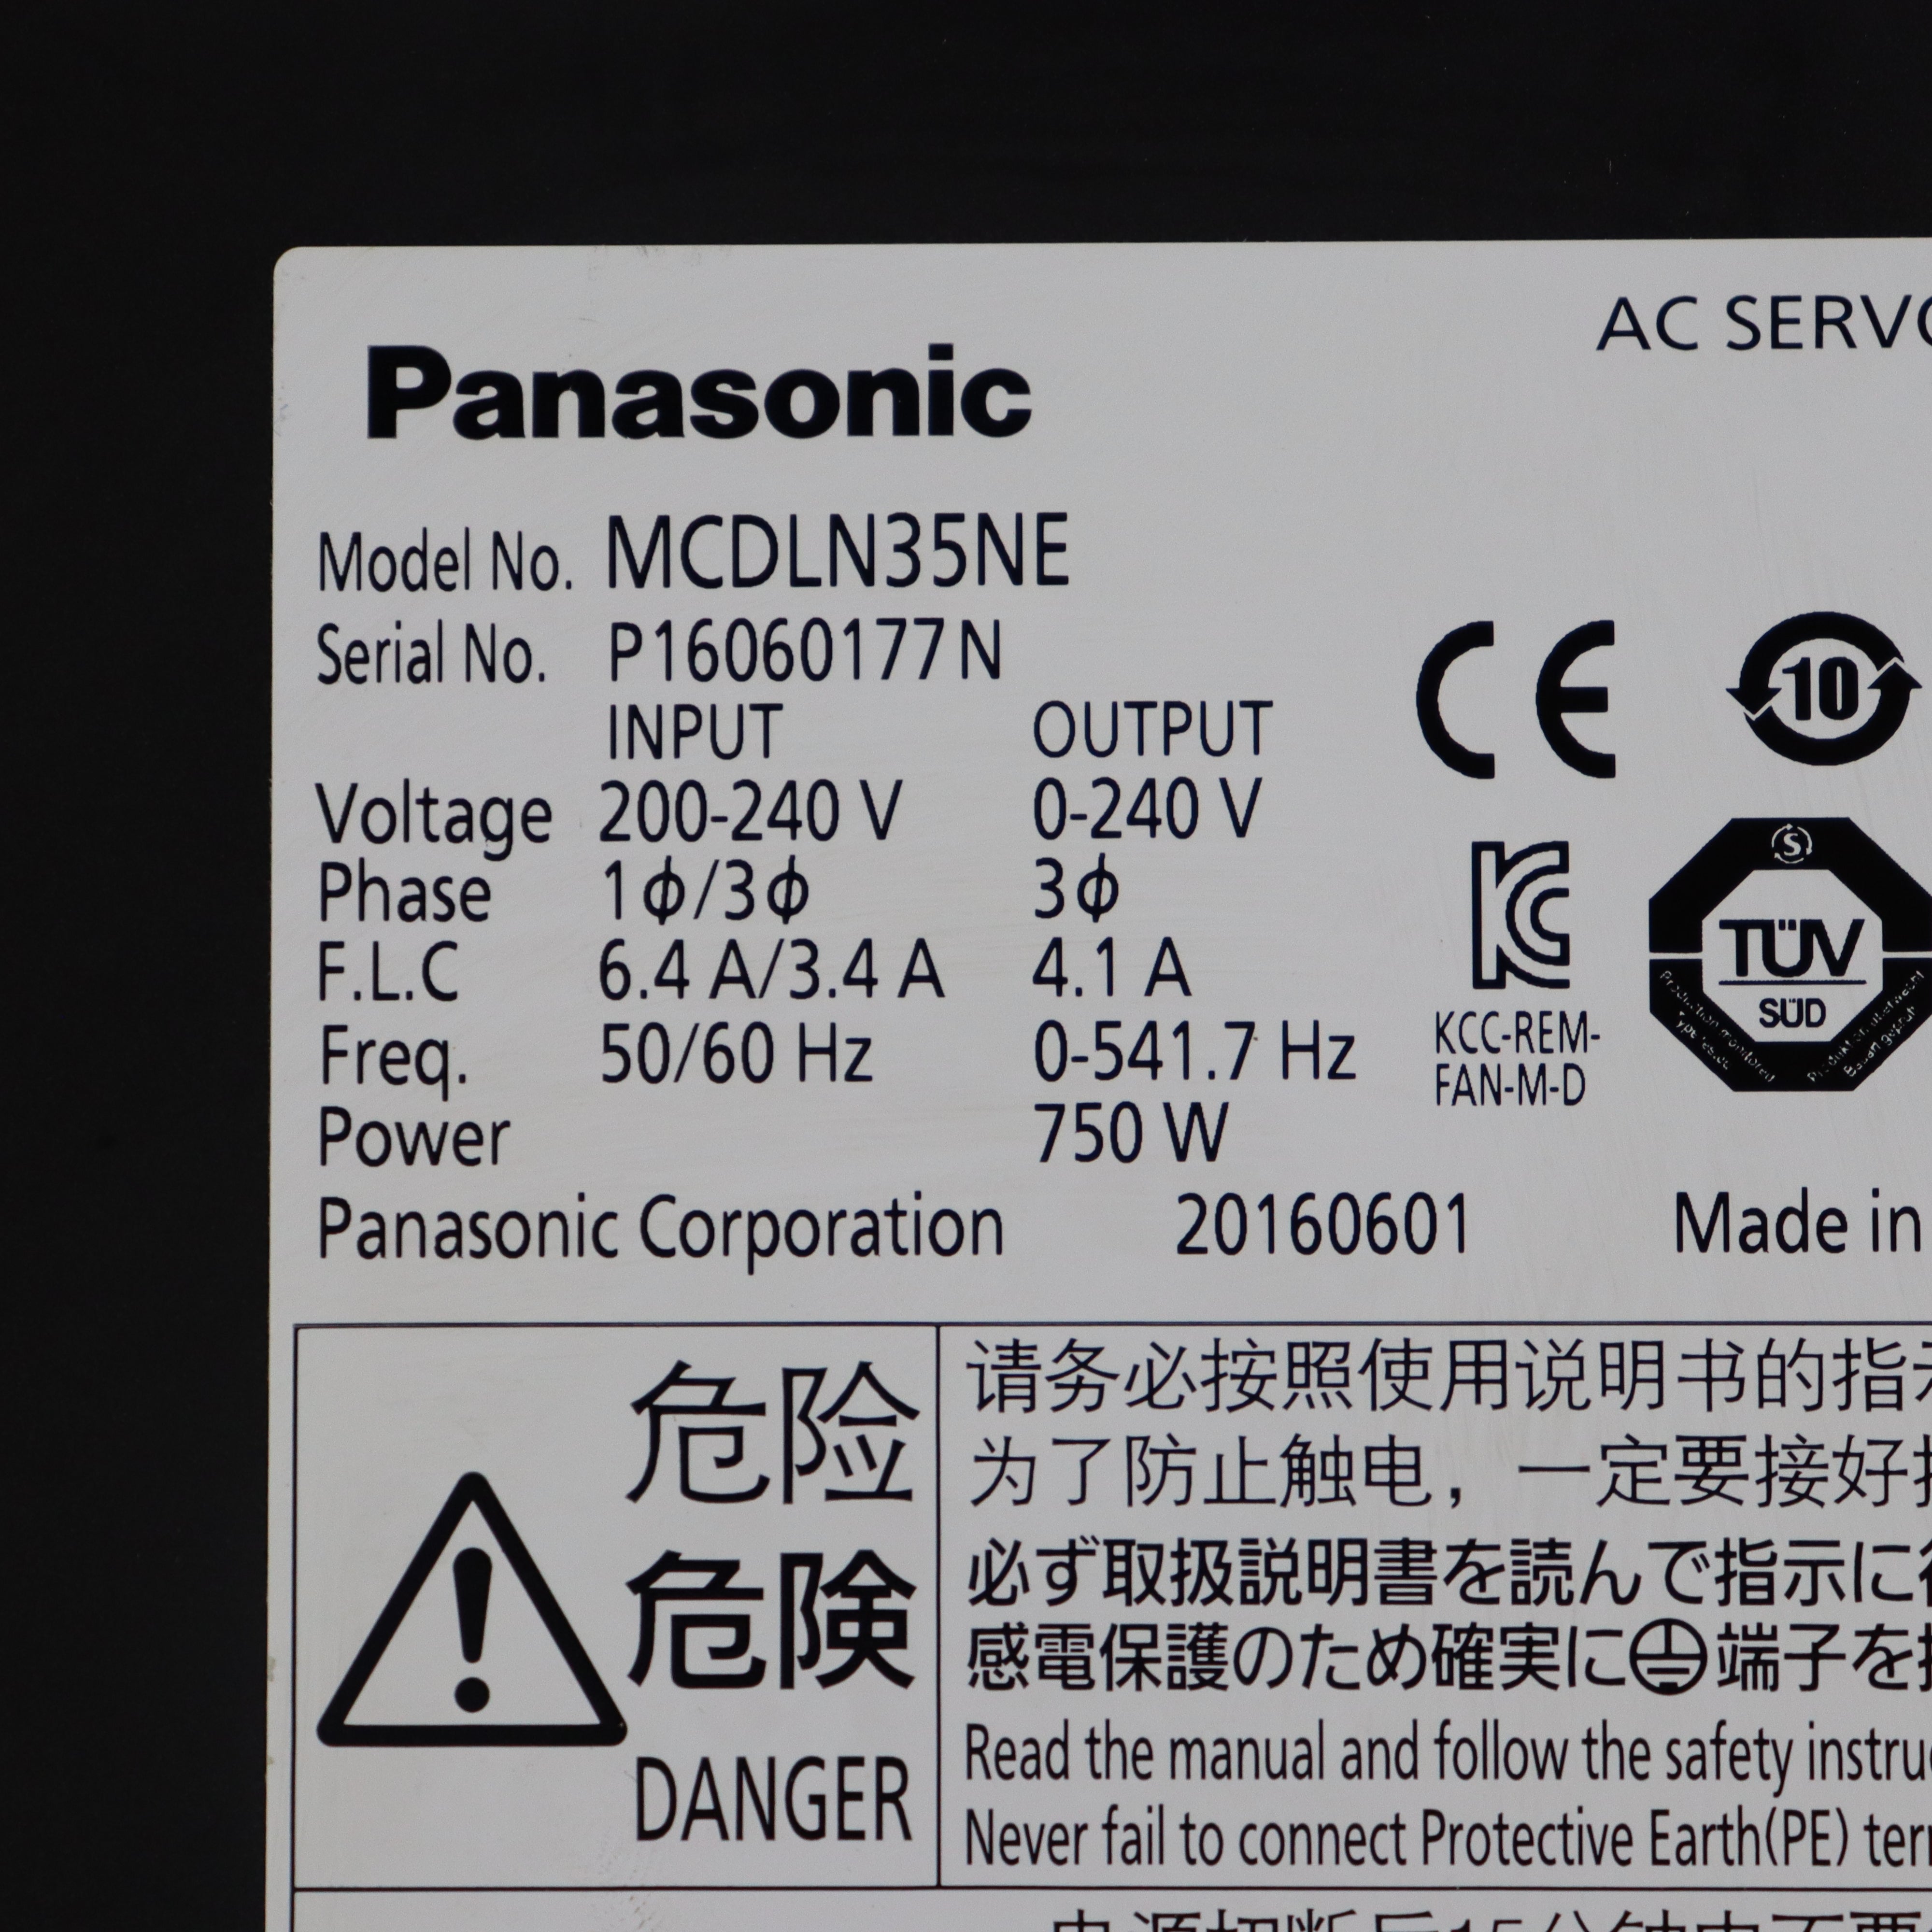 AC SERVO
Panasonic
Model No. MCDLN35NE
Serial No. P16060177N
INPUT OUTPUT
Voltage 200-240 V 0-240 V
Phase 1ϕ/3ϕ 3ϕ
F.L.C 6.4 A/3.4 A 4.1 A
Freq. 50/60 Hz 0-541.7 Hz
Power 750 W
Panasonic Corporation 20160601 Made in
CE
10
KCC-REM-
FAN-M-D
S
TÜV
SÜD
Production monitored
危险
危険
DANGER
请务必按照使用说明书的指示
为了防止触电，一定要接好
必ず取扱説明書を読んで指示に
感電保護のため確実に端子を
Read the manual and follow the safety instruc
Never fail to connect Protective Earth(PE) ter